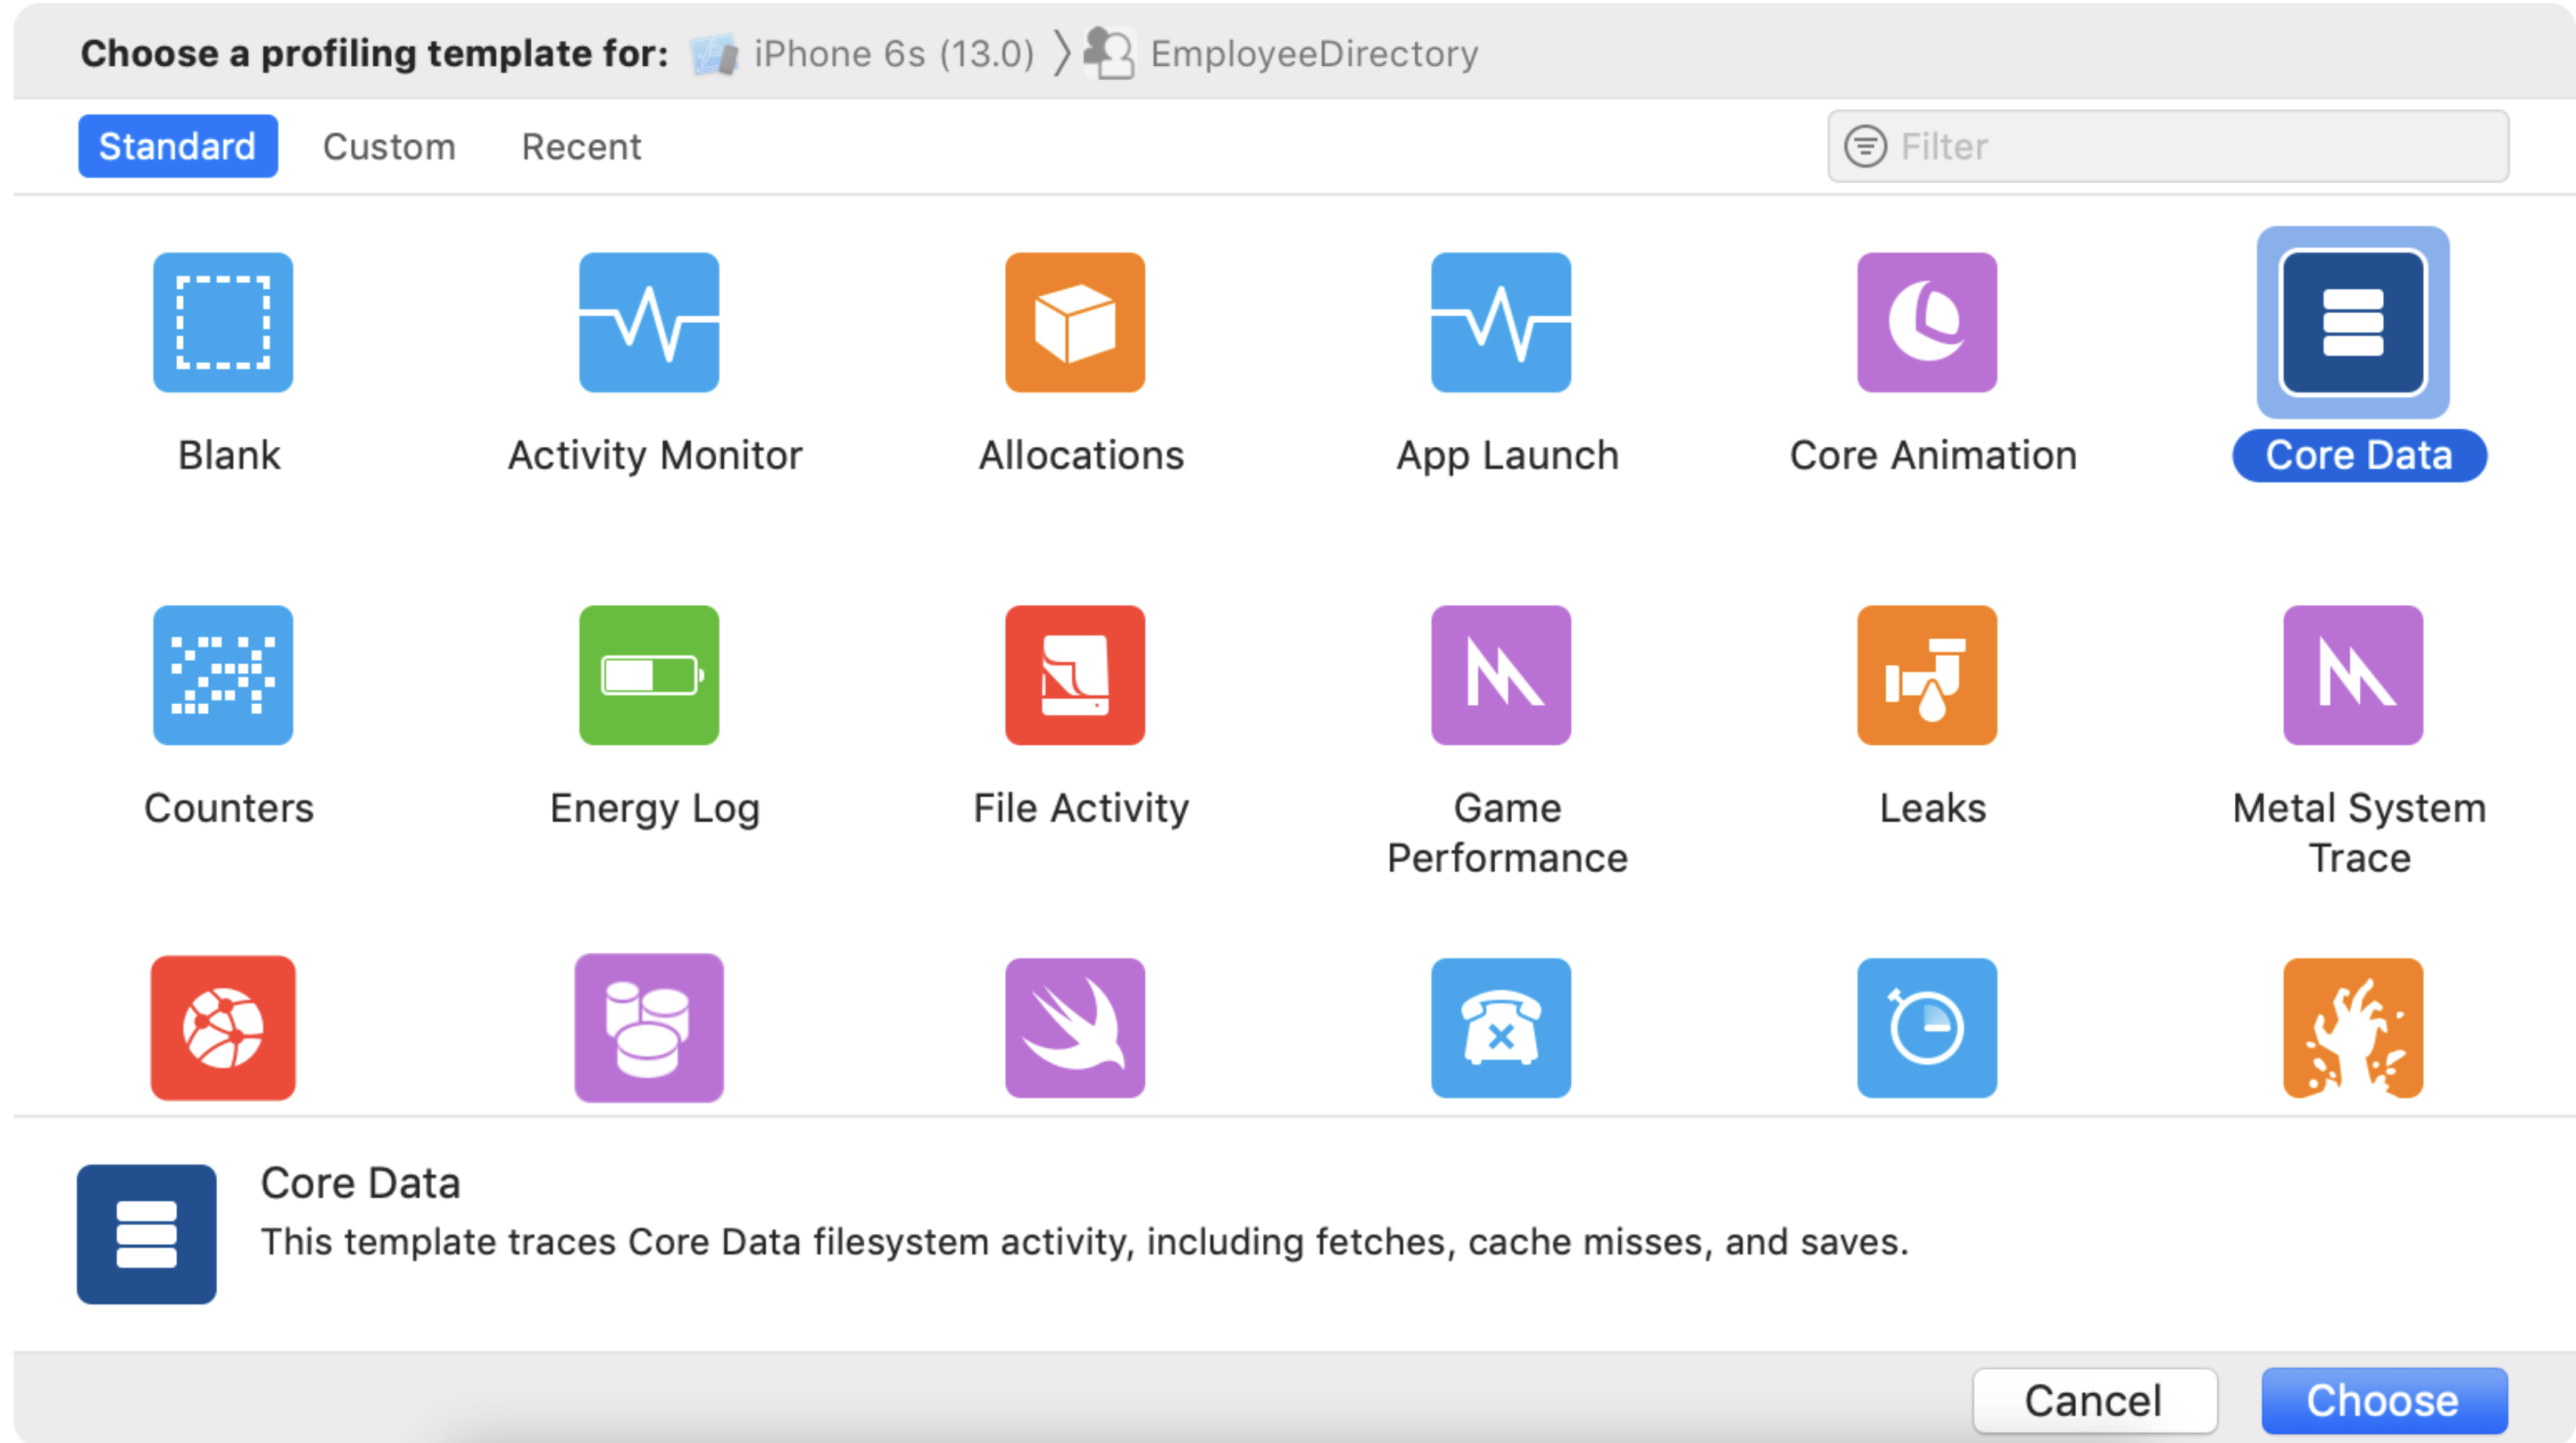 Choose a profiling template for: iPhone 6s (13.0) 〉 EmployeeDirectory
Standard Custom Recent Filter
Blank Activity Monitor Allocations App Launch Core Animation Core Data
Counters Energy Log File Activity Game Leaks Metal System
Performance Trace
Core Data
This template traces Core Data filesystem activity, including fetches, cache misses, and saves.
Cancel Choose